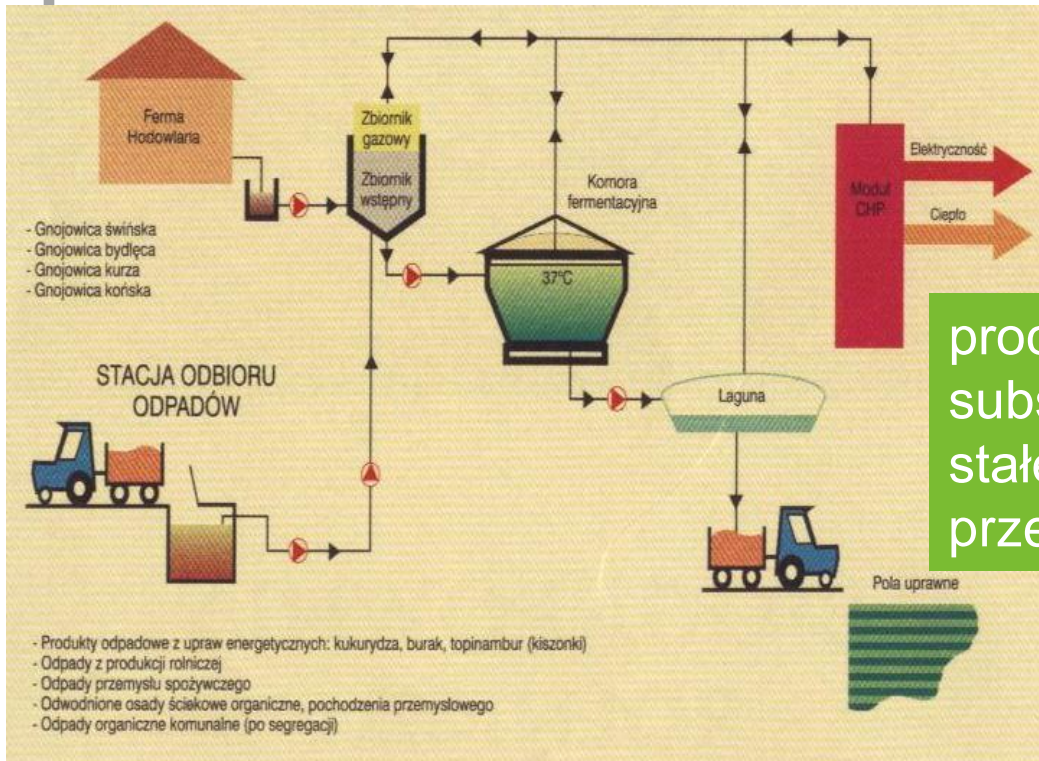 Ferma
Hodowlana
Zbiornik
gazowy
Zbiornik
wstępny
Komora
fermentacyjna
37°C
Moduł
CHP
Elektryczność
Ciepło
- Gnojowica świńska
- Gnojowica bydlęca
- Gnojowica kurza
- Gnojowica końska
STACJA ODBIORU
ODPADÓW
Laguna
Pola uprawne
- Produkty odpadowe z upraw energetycznych: kukurydza, burak, topinambur (kiszonki)
- Odpady z produkcji rolniczej
- Odpady przemysłu spożywczego
- Odwodnione osady ściekowe organiczne, pochodzenia przemysłowego
- Odpady organiczne komunalne (po segregacji)